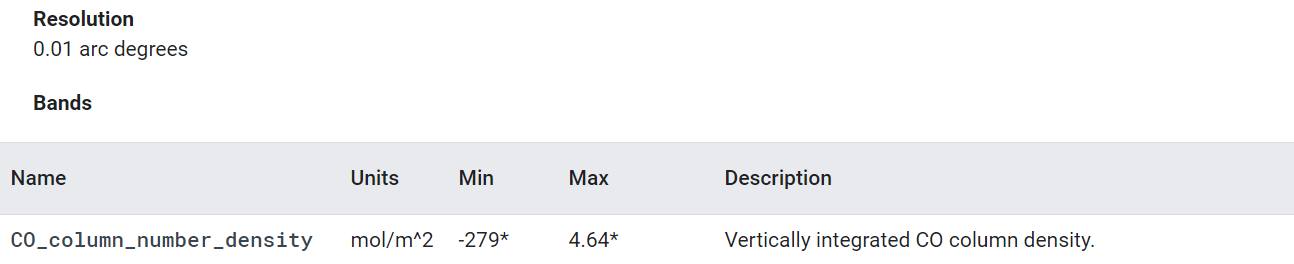 Resolution
0.01 arc degrees
Bands
Name Units Min Max Description
CO_column_number_density mol/m^2 -279* 4.64* Vertically integrated CO column density.